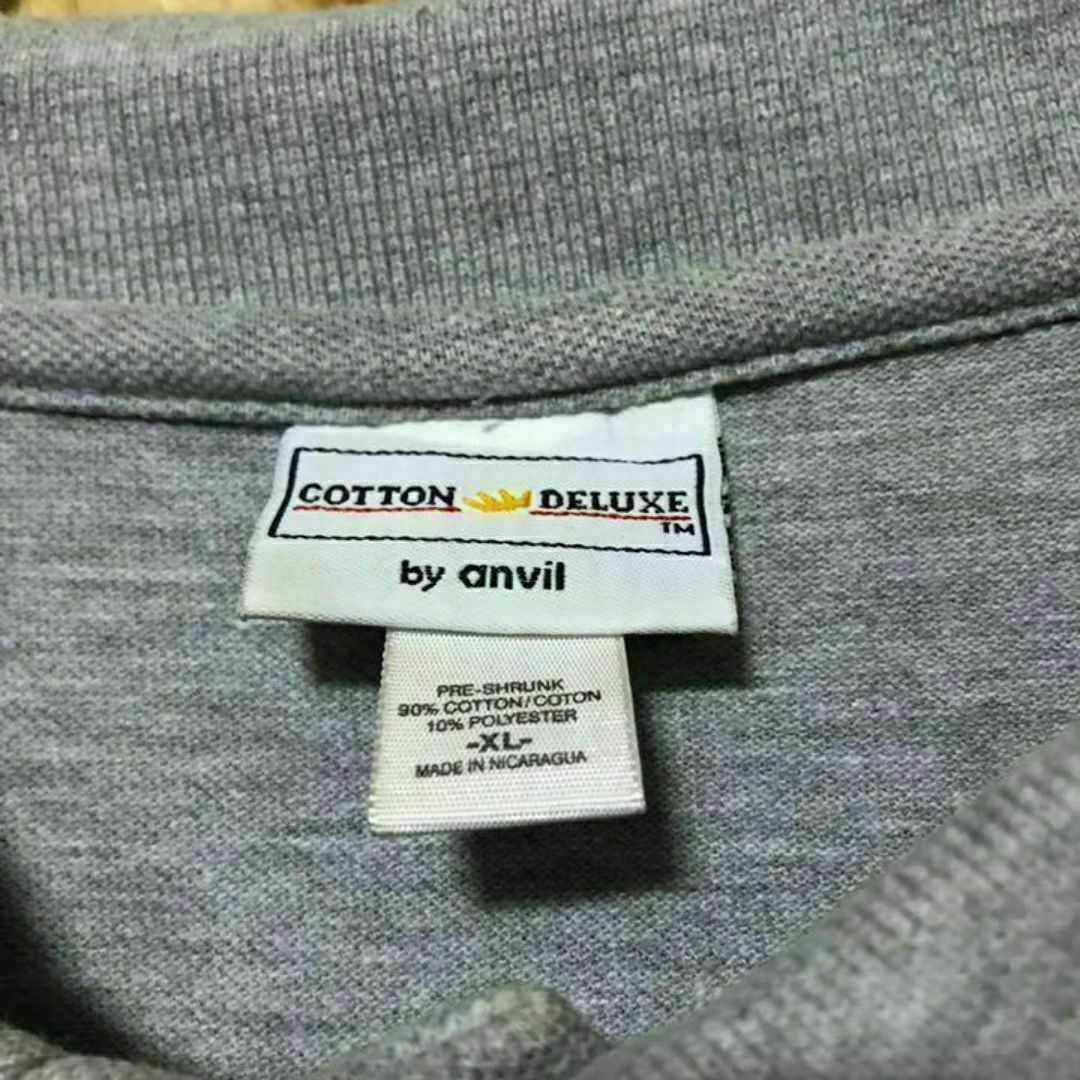 COTTON DELUXE
TM
by anvil
PRE-SHRUNK
90% COTTON/COTON
10% POLYESTER
-XL-
MADE IN NICARAGUA